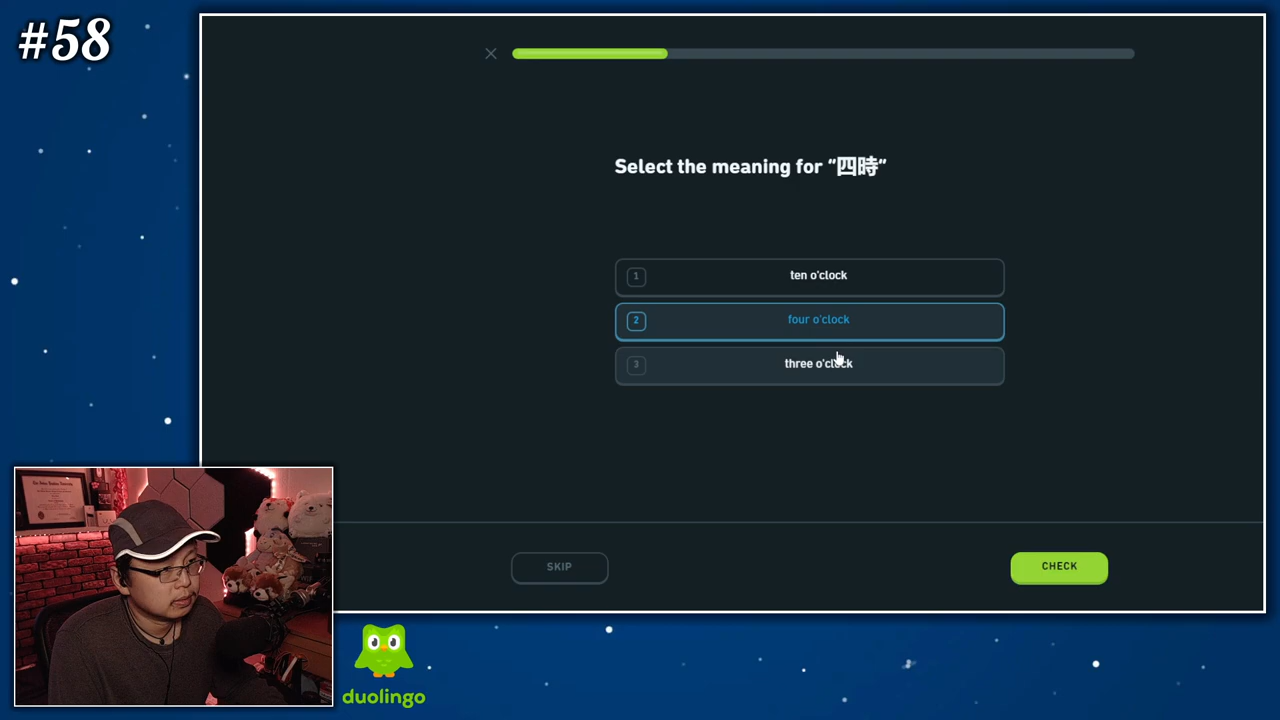 #58
Select the meaning for “四時”
1 ten o'clock
2 four o'clock
3 three o'clock
SKIP
CHECK
duolingo